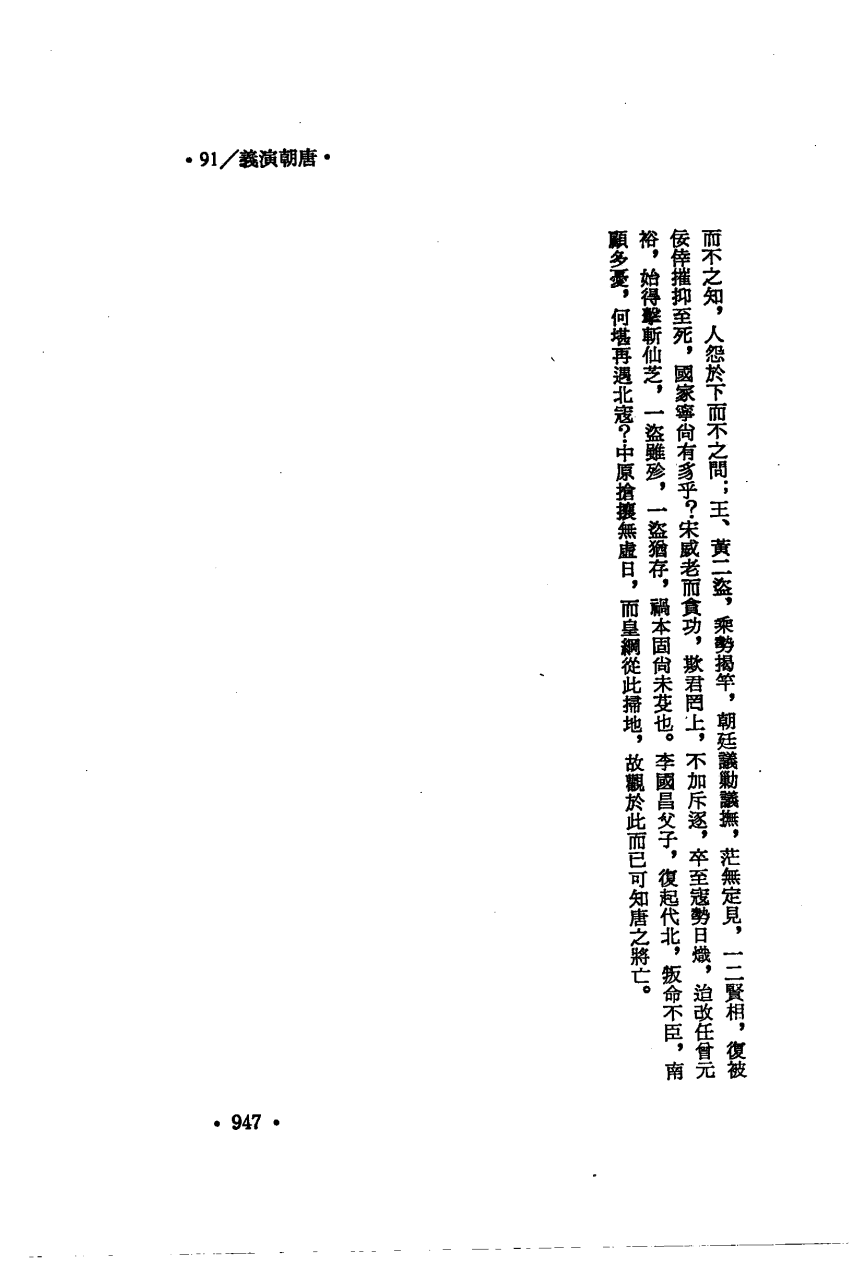 •91／義演朝唐•
而不之知，人怨於下而不之問；王、黃二盜，乘勢揭竿，朝廷議勦議撫，茫無定見，一二賢相，復被
佞倖摧抑至死，國家寧尚有豸乎？宋威老而貪功，欺君罔上，不加斥逐，卒至寇勢日熾，迨改任曾元
裕，始得擊斬仙芝，一盜雖殄，一盜猶存，禍本固尚未芟也。李國昌父子，復起代北，叛命不臣，南
顧多憂，何堪再遇北寇？中原搶攘無虛日，而皇綱從此掃地，故觀於此而已可知唐之將亡。
•947•